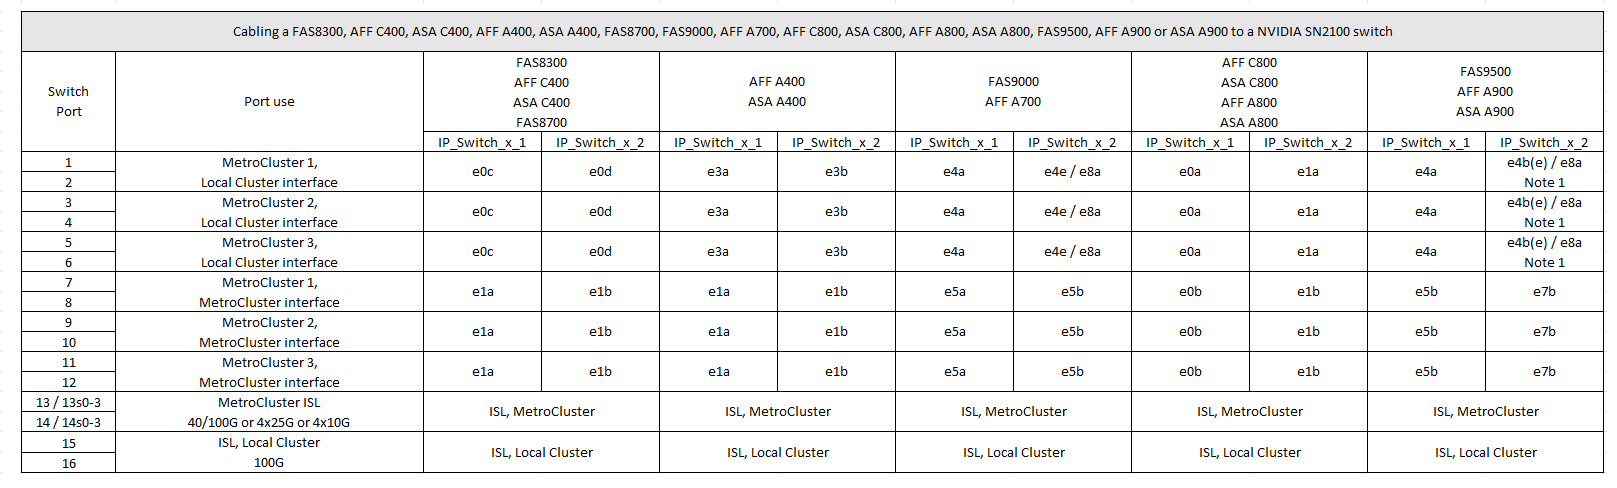 Cabling a FAS8300, AFF C400, ASA C400, AFF A400, ASA A400, FAS8700, FAS9000, AFF A700, AFF C800, ASA C800, AFF A800, ASA A800, FAS9500, AFF A900 or ASA A900 to a NVIDIA SN2100 switch
Switch
Port
Port use
FAS8300
AFF C400
ASA C400
FAS8700
AFF A400
ASA A400
FAS9000
AFF A700
AFF C800
ASA C800
AFF A800
ASA A800
FAS9500
AFF A900
ASA A900
IP_Switch_x_1 IP_Switch_x_2 IP_Switch_x_1 IP_Switch_x_2 IP_Switch_x_1 IP_Switch_x_2 IP_Switch_x_1 IP_Switch_x_2 IP_Switch_x_1 IP_Switch_x_2
1
2
MetroCluster 1,
Local Cluster interface
e0c e0d e3a e3b e4a e4e / e8a e0a e1a e4a
e4b(e) / e8a
Note 1
3
4
MetroCluster 2,
Local Cluster interface
e0c e0d e3a e3b e4a e4e / e8a e0a e1a e4a
e4b(e) / e8a
Note 1
5
6
MetroCluster 3,
Local Cluster interface
e0c e0d e3a e3b e4a e4e / e8a e0a e1a e4a
e4b(e) / e8a
Note 1
7
8
MetroCluster 1,
MetroCluster interface
e1a e1b e1a e1b e5a e5b e0b e1b e5b e7b
9
10
MetroCluster 2,
MetroCluster interface
e1a e1b e1a e1b e5a e5b e0b e1b e5b e7b
11
12
MetroCluster 3,
MetroCluster interface
e1a e1b e1a e1b e5a e5b e0b e1b e5b e7b
13 / 13s0-3
14 / 14s0-3
MetroCluster ISL
40/100G or 4x25G or 4x10G
ISL, MetroCluster ISL, MetroCluster ISL, MetroCluster ISL, MetroCluster ISL, MetroCluster
15
16
ISL, Local Cluster
100G
ISL, Local Cluster ISL, Local Cluster ISL, Local Cluster ISL, Local Cluster ISL, Local Cluster